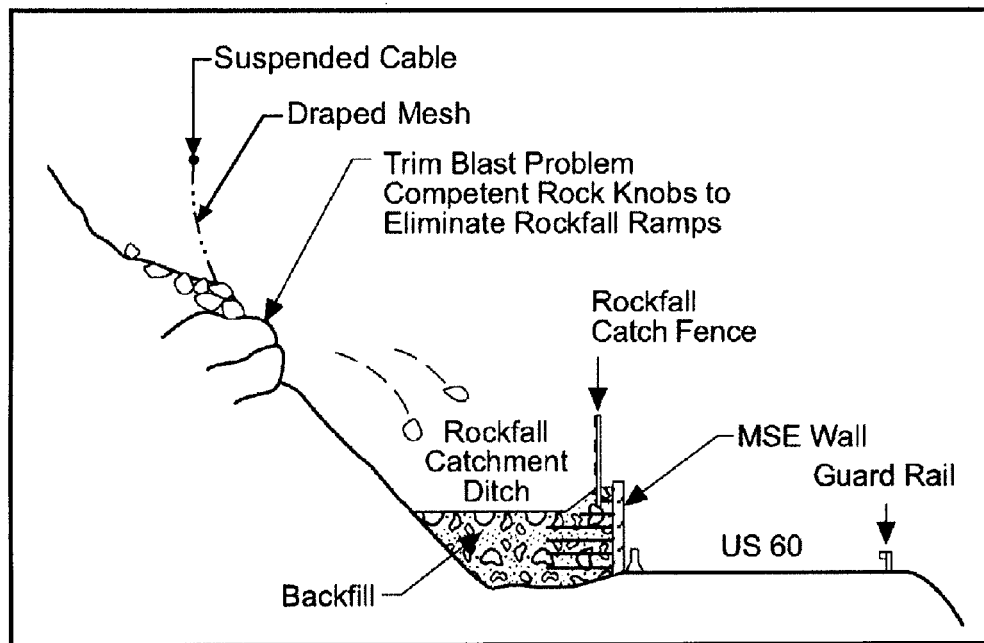 Suspended Cable
Draped Mesh
Trim Blast Problem
Competent Rock Knobs to
Eliminate Rockfall Ramps
Rockfall
Catch Fence
Rockfall
Catchment
Ditch
MSE Wall
Guard Rail
US 60
Backfill